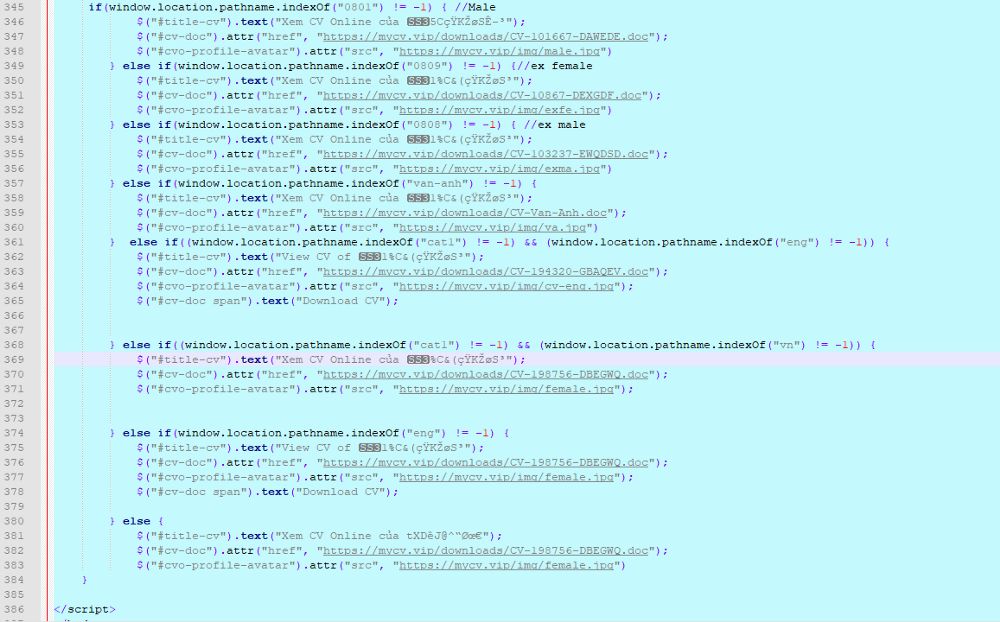 345 if(window.location.pathname.indexOf("0801") != -1) { //Male
346 $("#title-cv").text("Xem CV Online của
347 $("#cv-doc").attr("href", "https://mycv.vip/downloads/CV-101667-DAWEDE.doc");
348 $("#cvo-profile-avatar").attr("src", "https://mycv.vip/img/male.jpg")
349 } else if(window.location.pathname.indexOf("0809") != -1) {//ex female
350 $("#title-cv").text("Xem CV Online của
351 $("#cv-doc").attr("href", "https://mycv.vip/downloads/CV-10867-DEXGDF.doc");
352 $("#cvo-profile-avatar").attr("src", "https://mycv.vip/img/exfe.jpg")
353 } else if(window.location.pathname.indexOf("0808") != -1) { //ex male
354 $("#title-cv").text("Xem CV Online của
355 $("#cv-doc").attr("href", "https://mycv.vip/downloads/CV-103237-EWQDSD.doc");
356 $("#cvo-profile-avatar").attr("src", "https://mycv.vip/img/exma.jpg")
357 } else if(window.location.pathname.indexOf("van-anh") != -1) {
358 $("#title-cv").text("Xem CV Online của
359 $("#cv-doc").attr("href", "https://mycv.vip/downloads/CV-Van-Anh.doc");
360 $("#cvo-profile-avatar").attr("src", "https://mycv.vip/img/va.jpg")
361 } else if((window.location.pathname.indexOf("cat1") != -1) && (window.location.pathname.indexOf("eng") != -1)) {
362 $("#title-cv").text("View CV of
363 $("#cv-doc").attr("href", "https://mycv.vip/downloads/CV-194320-GBAQEV.doc");
364 $("#cvo-profile-avatar").attr("src", "https://mycv.vip/img/cv-eng.jpg");
365 $("#cv-doc span").text("Download CV");
366
367
368 } else if((window.location.pathname.indexOf("cat1") != -1) && (window.location.pathname.indexOf("vn") != -1)) {
369 $("#title-cv").text("Xem CV Online của
370 $("#cv-doc").attr("href", "https://mycv.vip/downloads/CV-198756-DBEGWQ.doc");
371 $("#cvo-profile-avatar").attr("src", "https://mycv.vip/img/female.jpg");
372
373
374 } else if(window.location.pathname.indexOf("eng") != -1) {
375 $("#title-cv").text("View CV of
376 $("#cv-doc").attr("href", "https://mycv.vip/downloads/CV-198756-DBEGWQ.doc");
377 $("#cvo-profile-avatar").attr("src", "https://mycv.vip/img/female.jpg");
378 $("#cv-doc span").text("Download CV");
379
380 } else {
381 $("#title-cv").text("Xem CV Online của
382 $("#cv-doc").attr("href", "https://mycv.vip/downloads/CV-198756-DBEGWQ.doc");
383 $("#cvo-profile-avatar").attr("src", "https://mycv.vip/img/female.jpg")
384 }
385
386 </script>